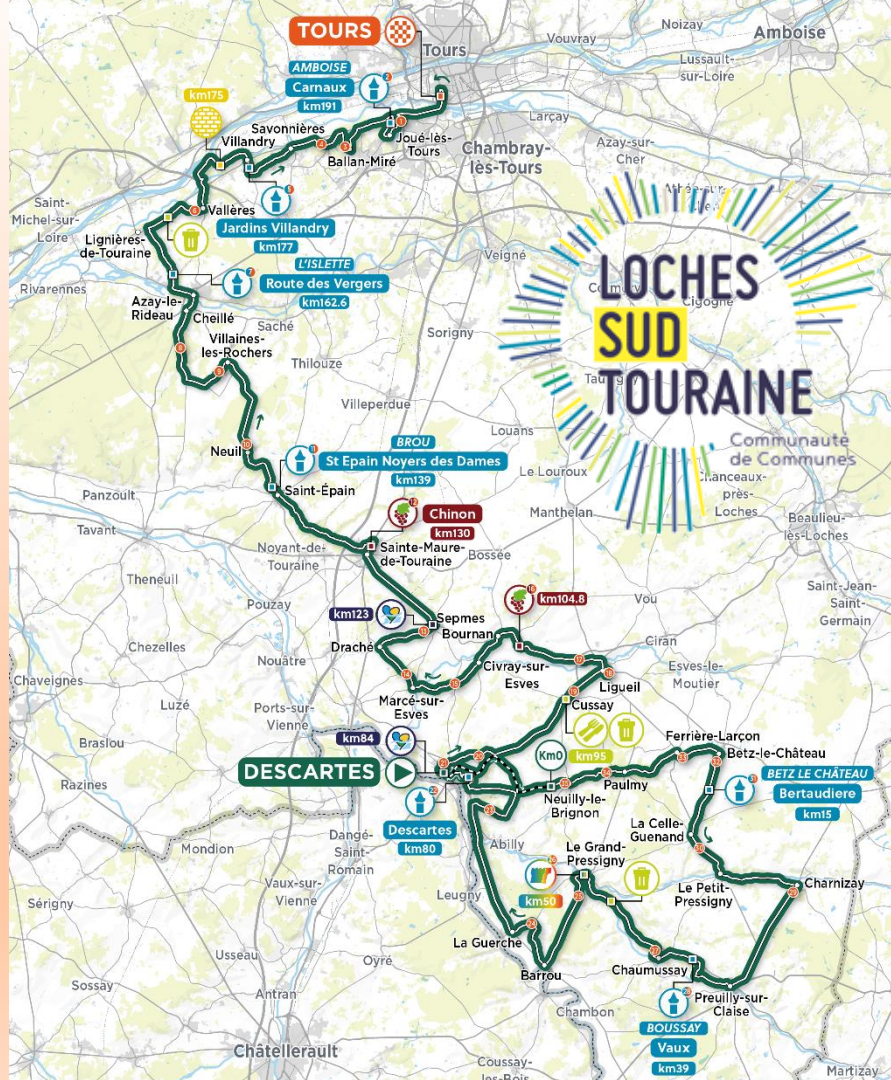 TOURS
Tours
Vouvray
Noizay
Amboise
Lussault-
sur-Loire
AMBOISE
Carnaux
km191
km175
Savonnières
Villandry
Joué-lès-
Tours
Ballan-Miré
Larçay
Chambray-
lès-Tours
Azay-sur-
Cher
Saint-
Michel-sur-
Loire
Vallères
Jardins Villandry
km177
Lignières-
de-Touraine
L'ISLETTE
Route des Vergers
km162.6
Veigné
Rivarennes
Azay-le-
Rideau
Cheillé
Saché
Villaines-
les-Rochers
Thilouze
Sorigny
LOCHES
SUD
TOURAINE
Communauté
de Communes
Villeperdue
Louans
Neuil
BROU
St Epain Noyers des Dames
km139
Le Louroux
Chanceaux-
près-
Loches
Saint-Épain
Panzoult
Tavant
Chinon
km130
Manthelan
Beaulieu-
lès-Loches
Noyant-de-
Touraine
Sainte-Maure-
de-Touraine
Bossée
Theneuil
Pouzay
km104.8
Vou
Saint-Jean-
Saint-
Germain
km123
Sepmes
Bournan
Ciran
Chezelles
Draché
Civray-sur-
Esves
Nouâtre
Esves-le-
Moutier
Chaveignes
Ligueil
Marcé-sur-
Esves
Luzé
Ports-sur-
Vienne
Cussay
km84
km95
Ferrière-Larçon
Braslou
Km0
Betz-le-Château
DESCARTES
Paulmy
BETZ LE CHÂTEAU
Bertaudiere
km15
Razines
Neuilly-le-
Brignon
Descartes
km80
La Celle-
Guenand
Dangé-
Saint-
Romain
Abilly
Le Grand-
Pressigny
Mondion
Vaux-sur-
Vienne
Leugny
km50
Le Petit-
Pressigny
Charnizay
Sérigny
La Guerche
Usseau
Oyré
Chaumussay
Barrou
Sossay
Antran
Preuilly-sur-
Claise
Chambon
BOUSSAY
Vaux
km39
Châtellerault
Coussay-
les-Bois
Martizay